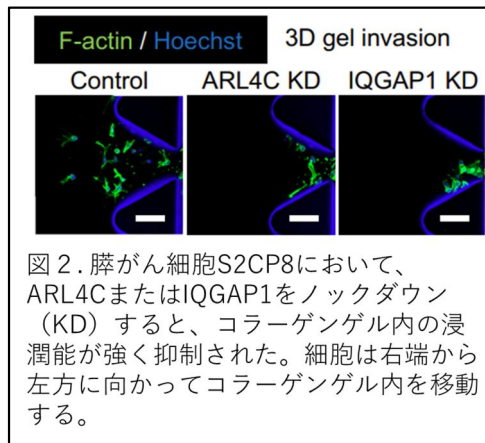 F-actin / Hoechst 3D gel invasion
Control ARL4C KD IQGAP1 KD
図２. 膵がん細胞S2CP8において、
ARL4CまたはIQGAP1をノックダウン
（KD）すると、コラーゲンゲル内の浸
潤能が強く抑制された。細胞は右端から
左方に向かってコラーゲンゲル内を移動
する。